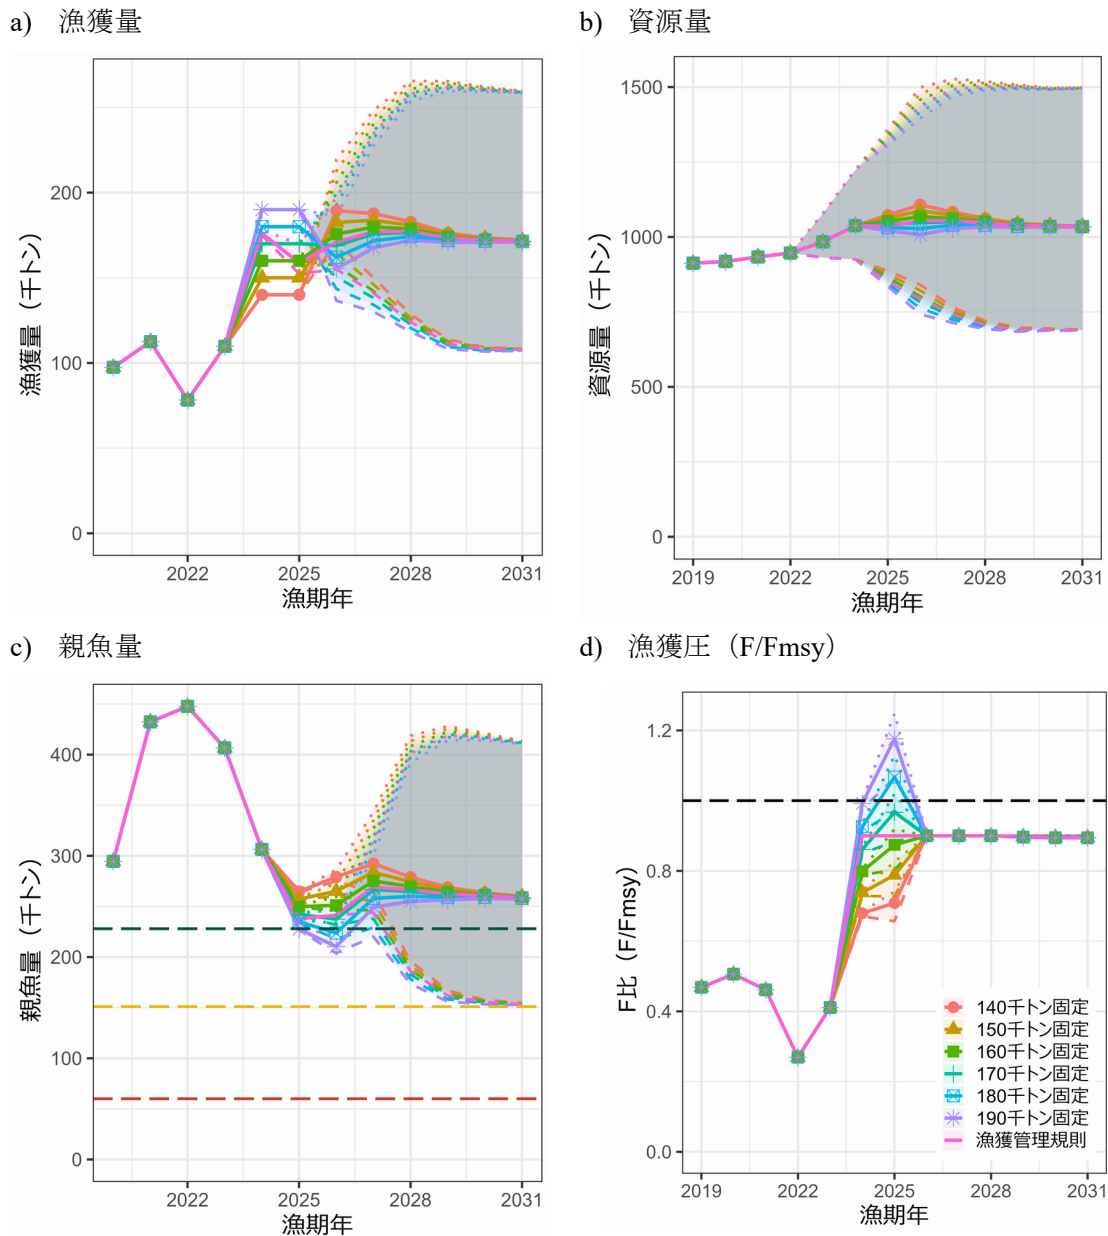 a) 漁獲量
200
100
0
漁獲量（千トン）
2022
2025
2028
2031
漁期年
b) 資源量
1500
1000
500
0
資源量（千トン）
2019
2022
2025
2028
2031
漁期年
c) 親魚量
400
300
200
100
0
親魚量（千トン）
2022
2025
2028
2031
漁期年
d) 漁獲圧（F/Fmsy）
1.2
0.8
0.4
0.0
F比（F/Fmsy）
140千トン固定
150千トン固定
160千トン固定
170千トン固定
180千トン固定
190千トン固定
漁獲管理規則
2019
2022
2025
2028
2031
漁期年